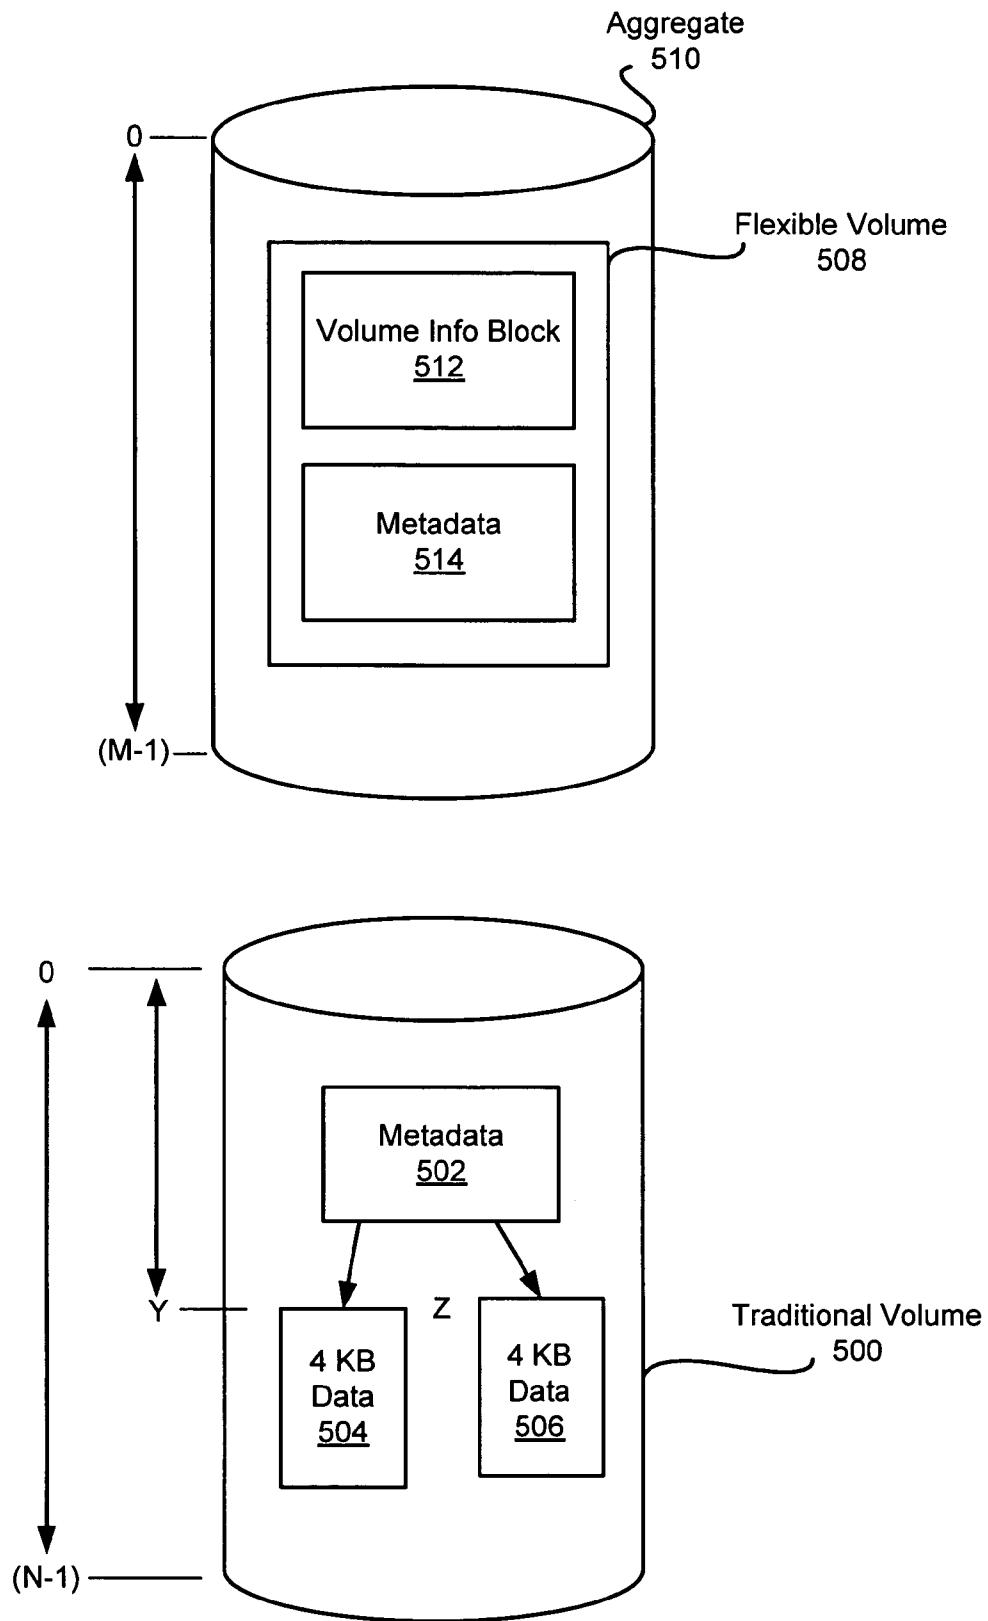 Aggregate
510
0
Flexible Volume
508
Volume Info Block
512
Metadata
514
(M-1)
0
Metadata
502
Y
Z
4 KB
Data
504
4 KB
Data
506
Traditional Volume
500
(N-1)